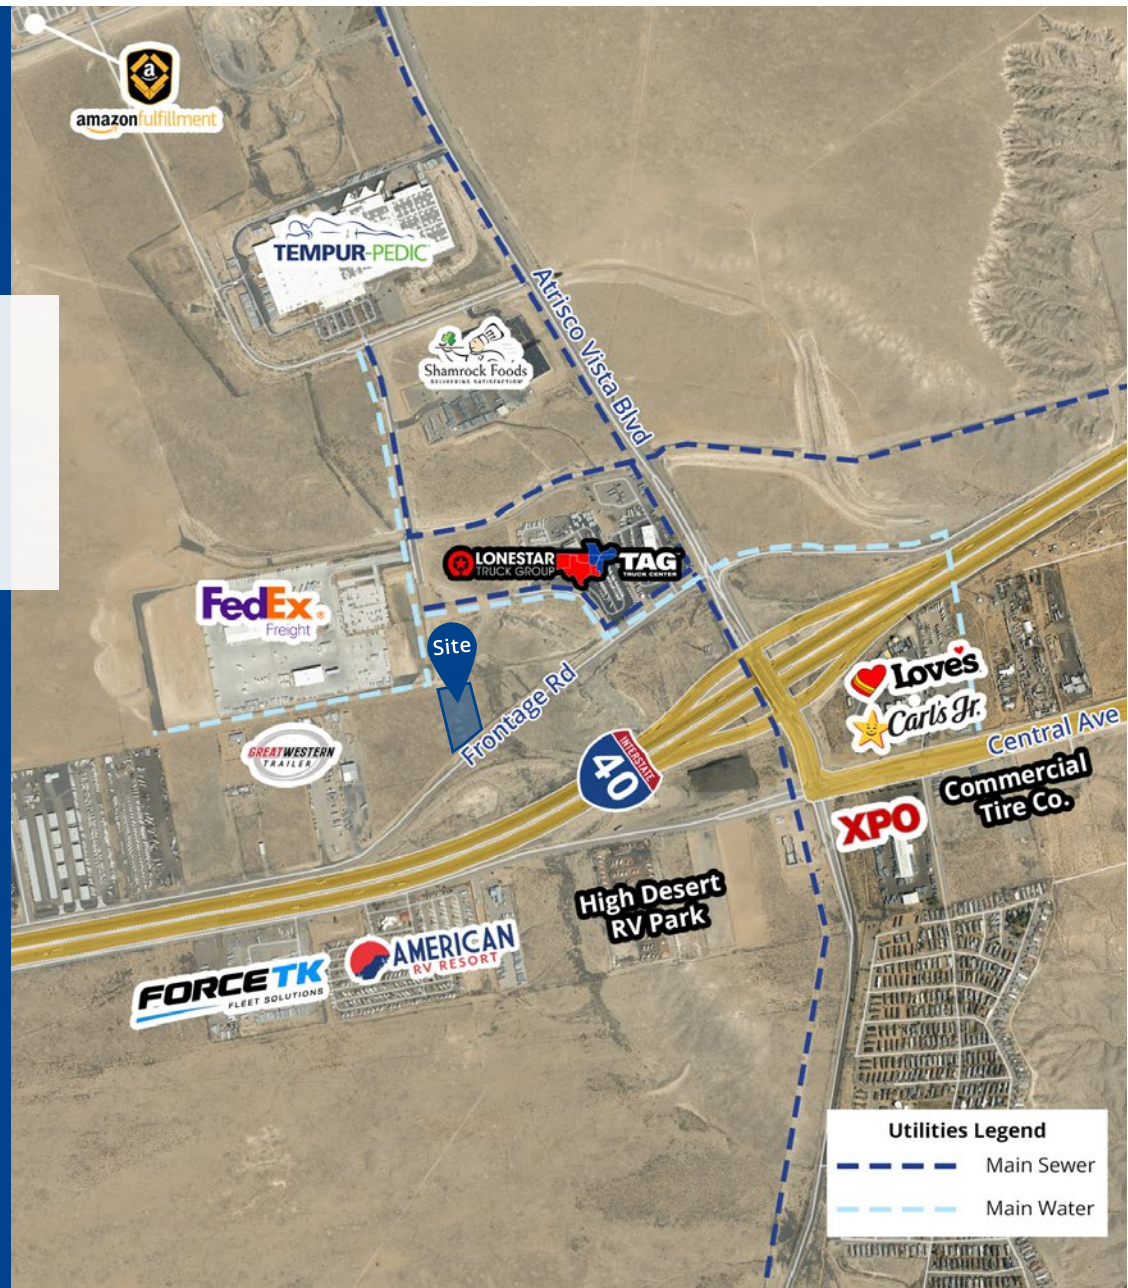 a
amazonfulfillment
TEMPUR-PEDIC
Shamrock Foods
DELIVERING SATISFACTION
Atrisco Vista Blvd
LONESTAR
TRUCK GROUP
TAG
TRUCK CENTER
FedEx
Freight
Site
Frontage Rd
GREATWESTERN
TRAILER
INTERSTATE
40
Love's
Carl's Jr.
Central Ave
Commercial
Tire Co.
XPO
High Desert
RV Park
AMERICAN
RV RESORT
FORCETK
FLEET SOLUTIONS
Utilities Legend
Main Sewer
Main Water